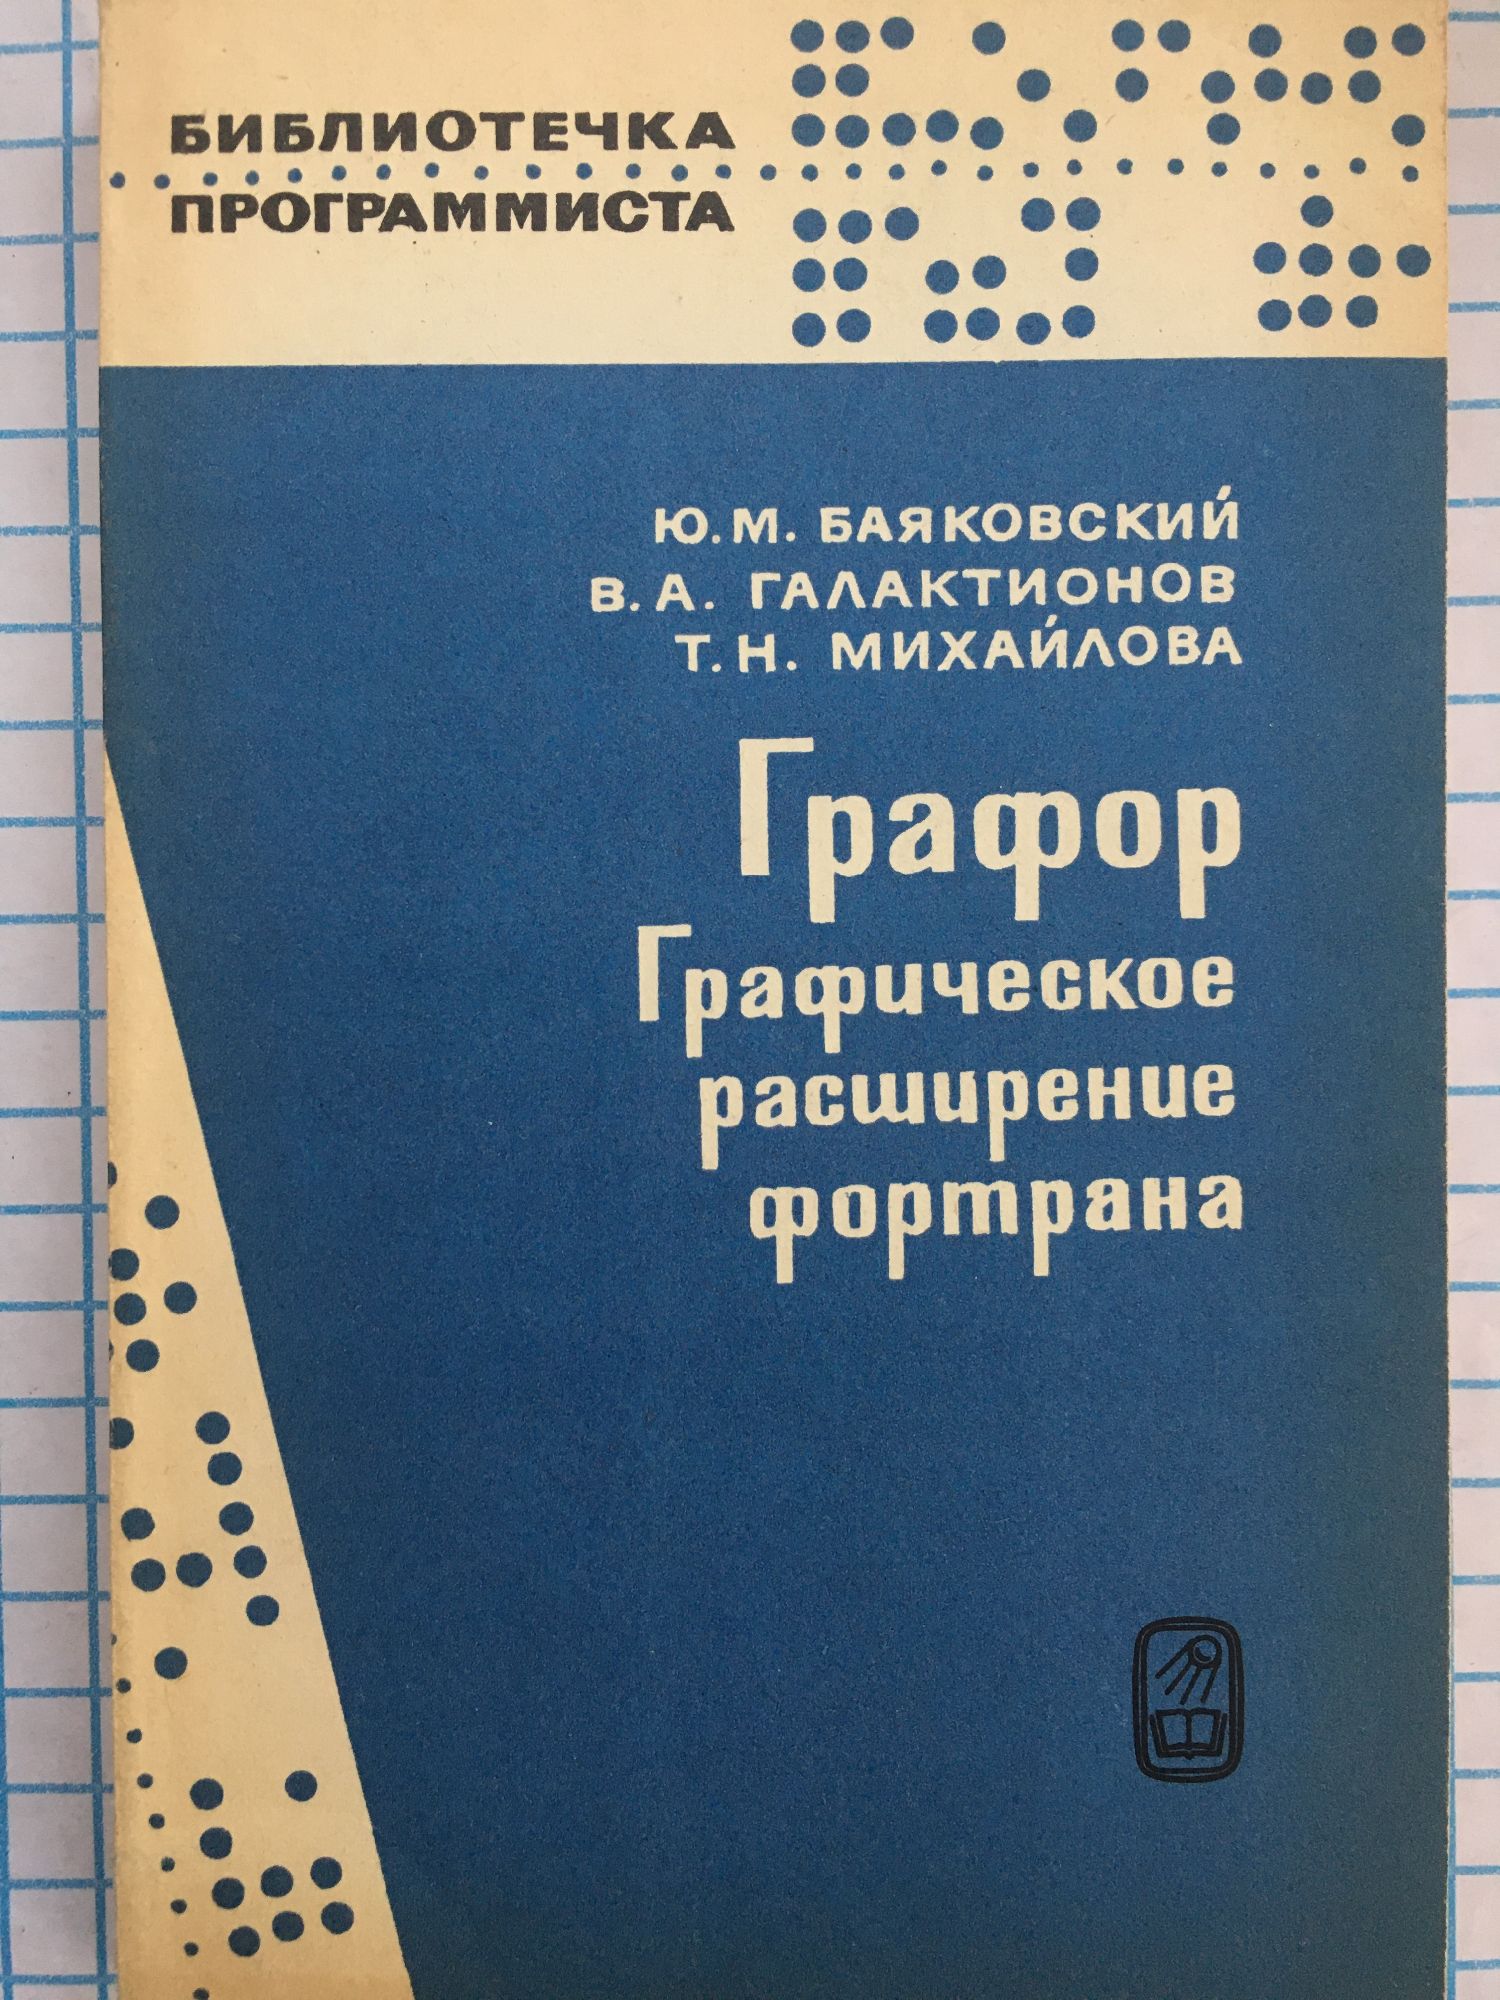 БИБЛИОТЕЧКА
ПРОГРАММИСТА
Ю.М. БАЯКОВСКИЙ
В.А. ГАЛАКТИОНОВ
Т.Н. МИХАЙЛОВА
Графор
Графическое
расширение
фортрана